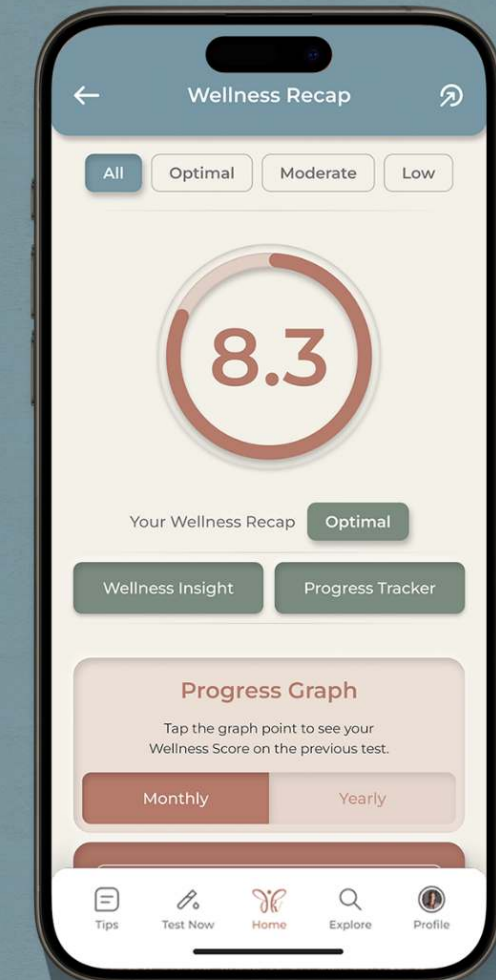 Wellness Recap
All Optimal Moderate Low
8.3
Your Wellness Recap Optimal
Wellness Insight Progress Tracker
Progress Graph
Tap the graph point to see your
Wellness Score on the previous test.
Monthly Yearly
Tips Test Now Home Explore Profile